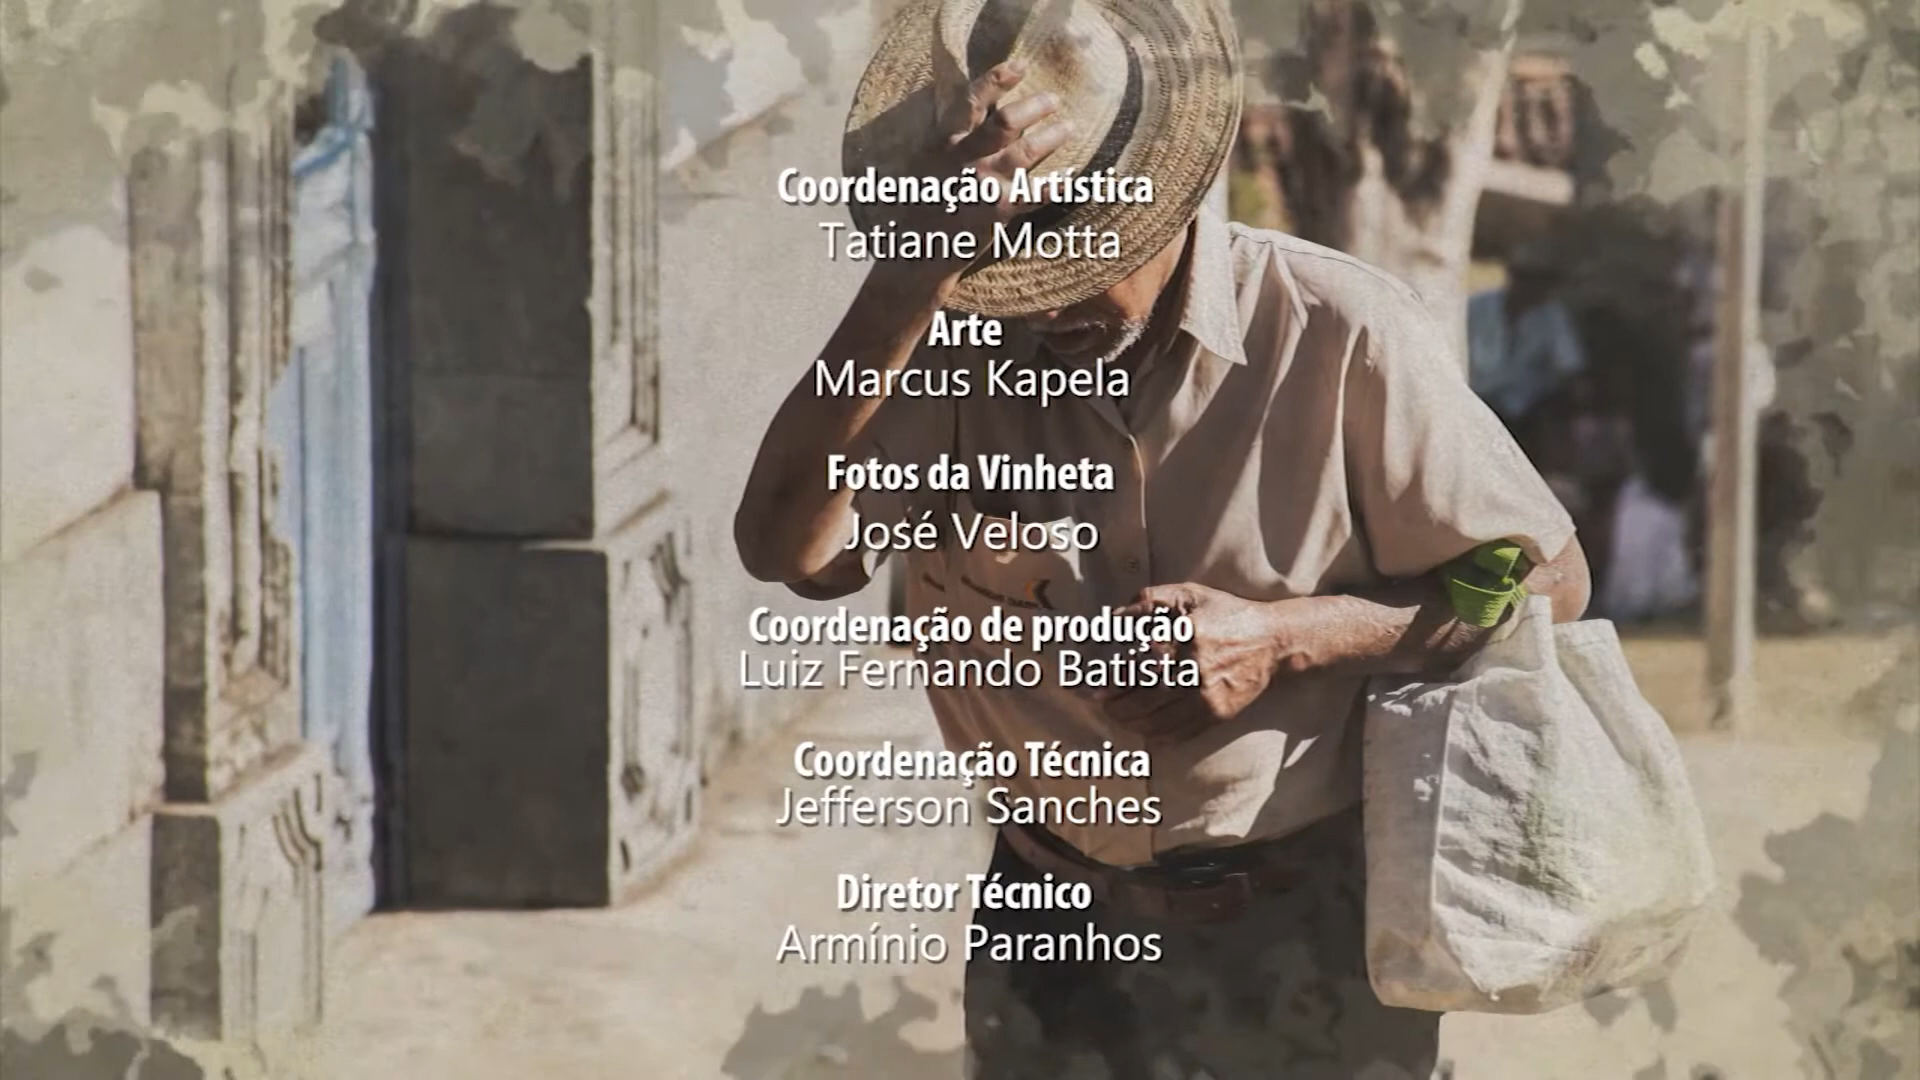 Coordenação Artística
Tatiane Motta
Arte
Marcus Kapela
Fotos da Vinheta
José Veloso
Coordenação de produção
Luiz Fernando Batista
Coordenação Técnica
Jefferson Sanches
Diretor Técnico
Armínio Paranhos